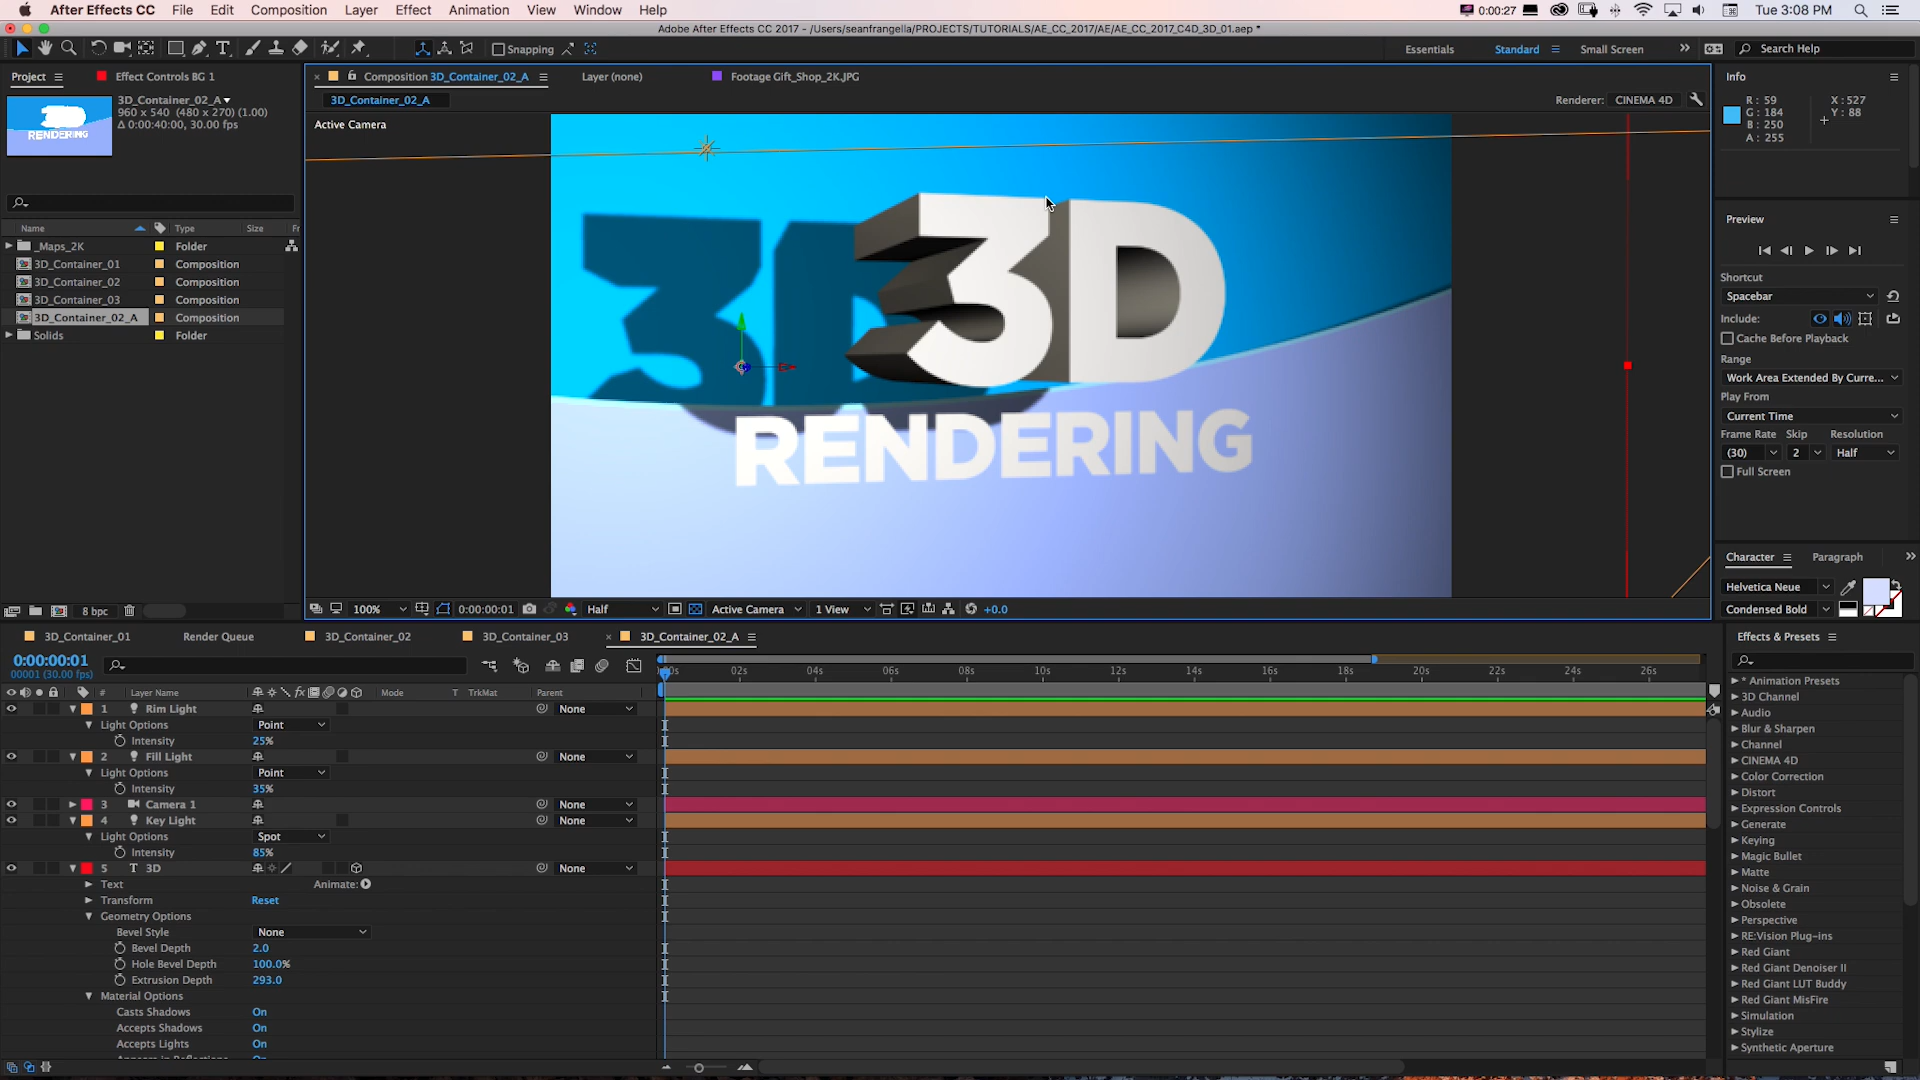 After Effects CC File Edit Composition Layer Effect Animation View Window Help 0:00:27 Tue 3:08 PM
Adobe After Effects CC 2017 - /Users/seanfrangella/PROJECTS/TUTORIALS/AE_CC_2017/AE/AE_CC_2017_C4D_3D_01.aep *
Snapping Essentials Standard Small Screen Search Help
Project Effect Controls BG 1 Composition 3D_Container_02_A Layer (none) Footage Gift_Shop_2K.JPG Info
3D_Container_02_A
960 x 540 (480 x 270) (1.00)
Δ 0:00:40:00, 30.00 fps
3D_Container_02_A Renderer: CINEMA 4D
Active Camera
R: 59 X: 527
G: 184 Y: 88
B: 250
A: 255
RENDERING
Name Type Size Fr
_Maps_2K Folder
3D_Container_01 Composition
3D_Container_02 Composition
3D_Container_03 Composition
3D_Container_02_A Composition
Solids Folder
3D
RENDERING
Preview
Shortcut
Spacebar
Include:
Cache Before Playback
Range
Work Area Extended By Curre...
Play From
Current Time
Frame Rate Skip Resolution
(30) 2 Half
Full Screen
Character Paragraph
Helvetica Neue
Condensed Bold
8 bpc 100% 0:00:00:01 Half Active Camera 1 View +0.0
3D_Container_01 Render Queue 3D_Container_02 3D_Container_03 3D_Container_02_A
0:00:00:01
00001 (30.00 fps)
02s 04s 06s 08s 10s 12s 14s 16s 18s 20s 22s 24s 26s
# Layer Name fx Mode T TrkMat Parent
1 Rim Light None
Light Options Point
Intensity 25%
2 Fill Light None
Light Options Point
Intensity 35%
3 Camera 1 None
4 Key Light None
Light Options Spot
Intensity 85%
5 T 3D None
Text Animate:
Transform Reset
Geometry Options
Bevel Style None
Bevel Depth 2.0
Hole Bevel Depth 100.0%
Extrusion Depth 293.0
Material Options
Casts Shadows On
Accepts Shadows On
Accepts Lights On
Appears in Reflections On
Effects & Presets
* Animation Presets
3D Channel
Audio
Blur & Sharpen
Channel
CINEMA 4D
Color Correction
Distort
Expression Controls
Generate
Keying
Magic Bullet
Matte
Noise & Grain
Obsolete
Perspective
RE:Vision Plug-ins
Red Giant
Red Giant Denoiser II
Red Giant LUT Buddy
Red Giant MisFire
Simulation
Stylize
Synthetic Aperture